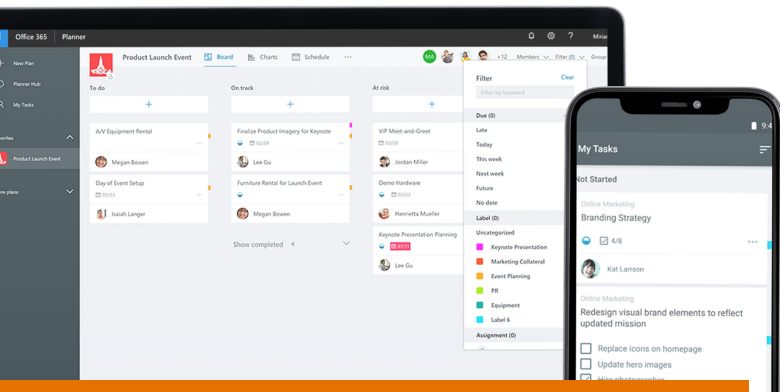 Office 365 Planner
Miria
New Plan
Planner Hub
My Tasks
Product Launch Event
Product Launch Event
Board
Charts
Schedule
MA
+12
Members
Filter (0)
Group
To do
+
A/V Equipment Rental
Megan Bowen
Day of Event Setup
Isaiah Langer
On track
+
Finalize Product Imagery for Keynote
Lee Gu
Furniture Rental for Launch Event
Megan Bowen
Show completed 4
At risk
+
VIP Meet-and-Greet
Jordan Miller
Demo Hardware
Henrietta Mueller
Keynote Presentation Planning
Lee Gu
Filter
Clear
Filter by keyword
Due (0)
Late
Today
This week
Next week
Future
No date
Label (0)
Uncategorized
Keynote Presentation
Marketing Collateral
Event Planning
PR
Equipment
Label 6
Assignment (0)
9:4
My Tasks
Not Started
Online Marketing
Branding Strategy
4/8
Kat Larrson
Online Marketing
Redesign visual brand elements to reflect
updated mission
Replace icons on homepage
Update hero images
Hire photographer